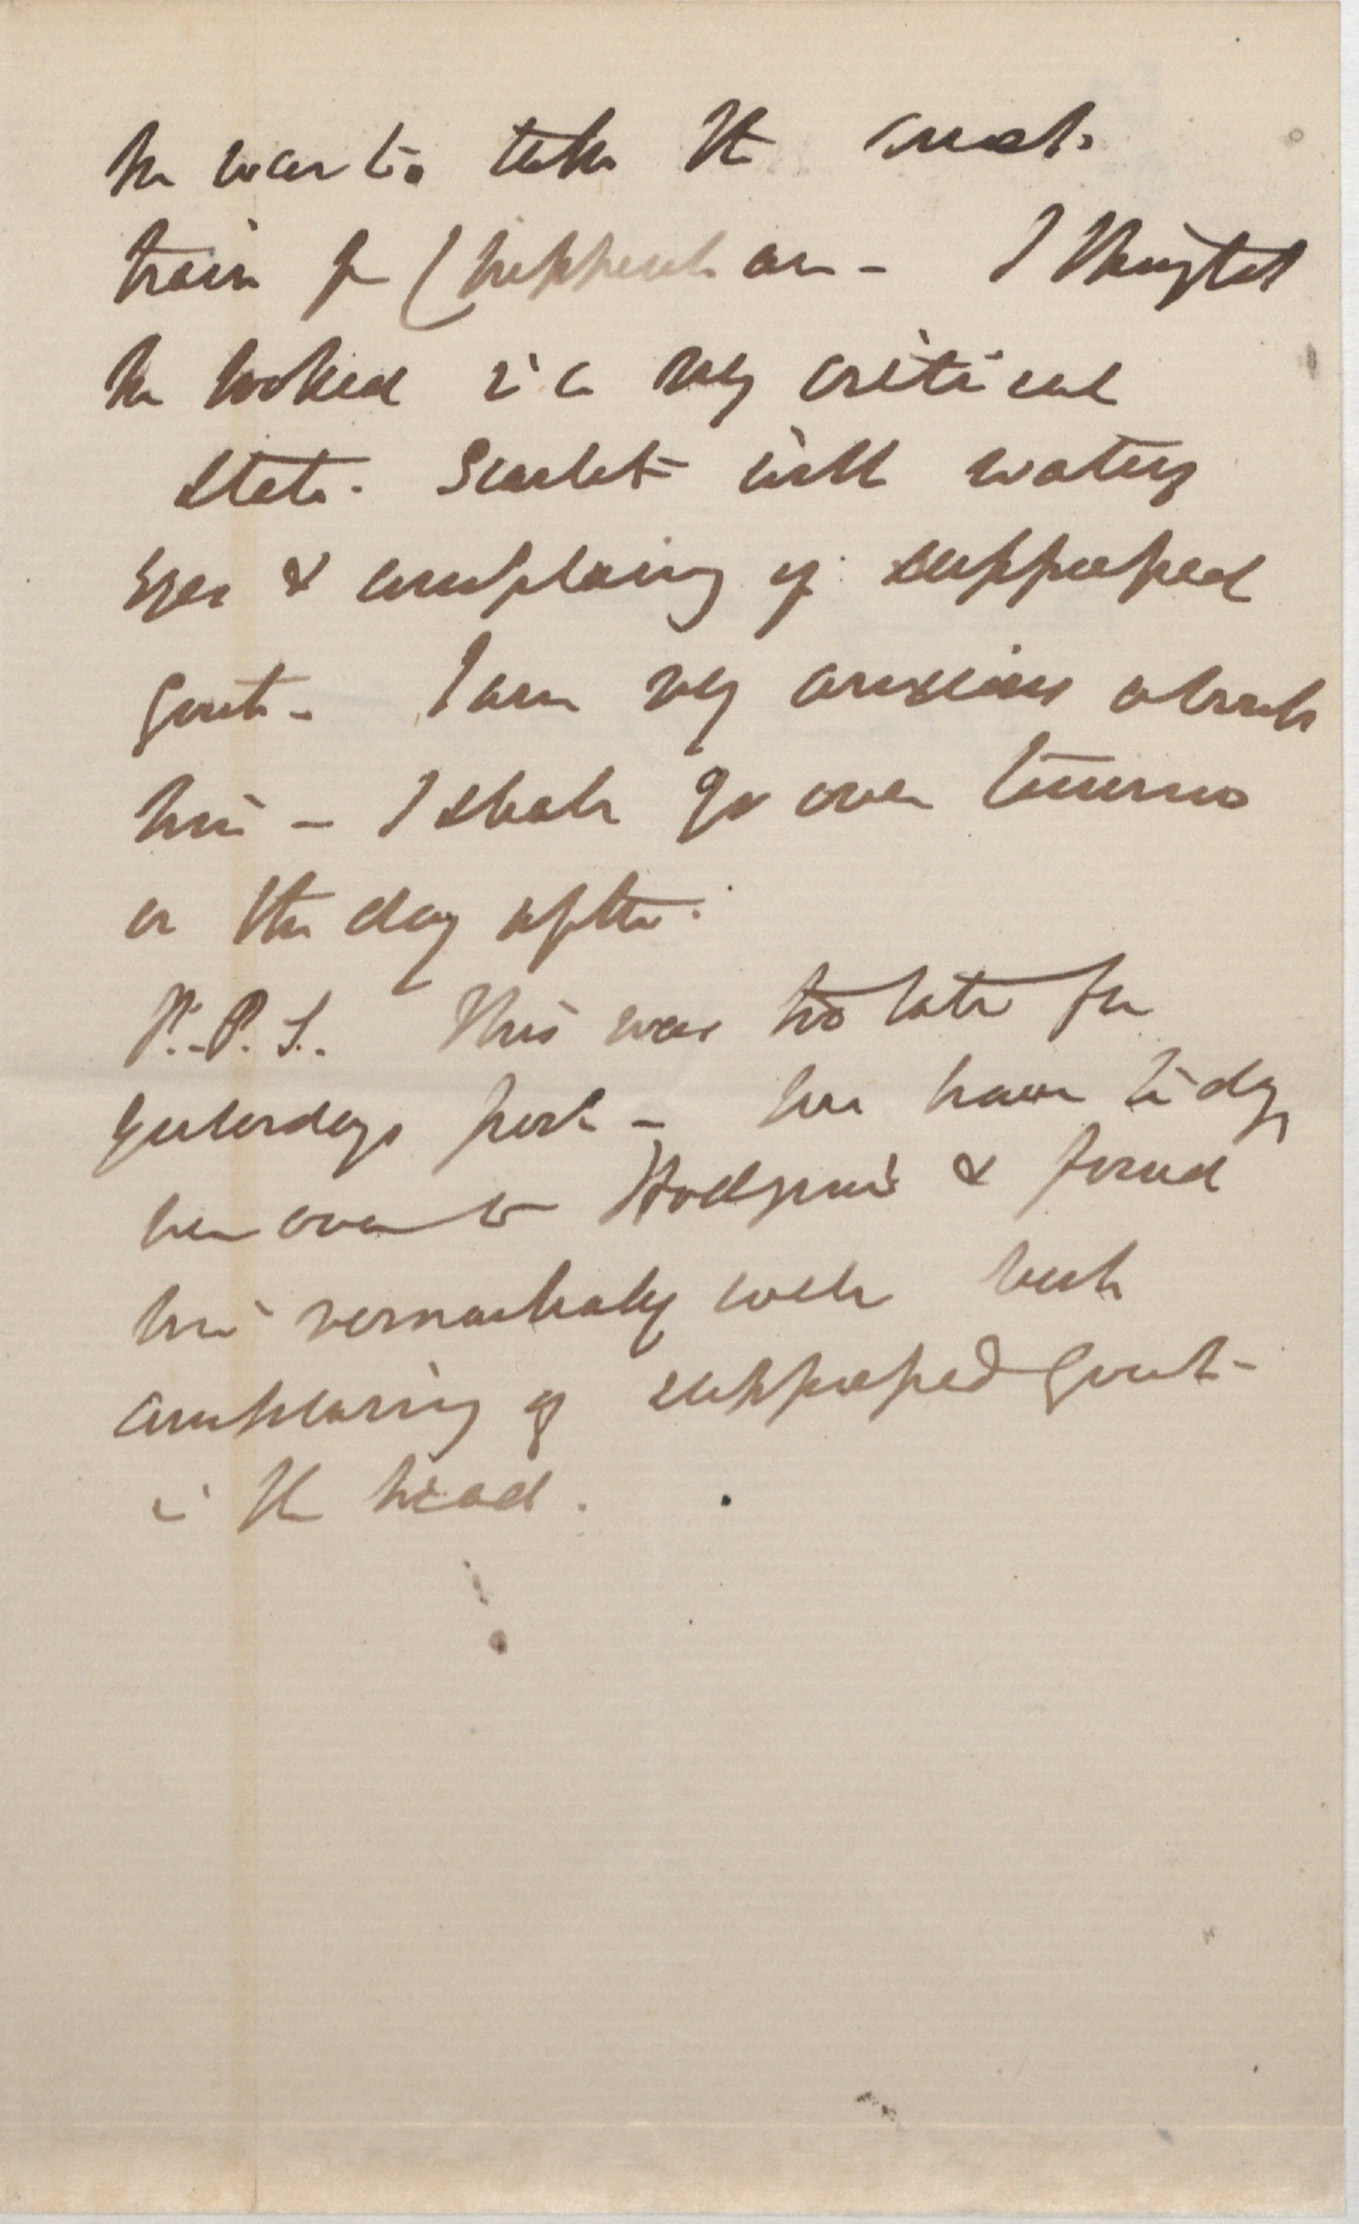 he was to take the next
train for Chippenham - I thought
he looked in a very critical
state. Scarlet with watery
eyes & complaining of suppressed
gout - I am very anxious about
him - I shall go over tomorrow
or the day after.
P.P.S. This was too late for
yesterdays post - we have today
been over to Hodgson's & found
him remarkably well but
complaining of suppressed gout -
in the head.